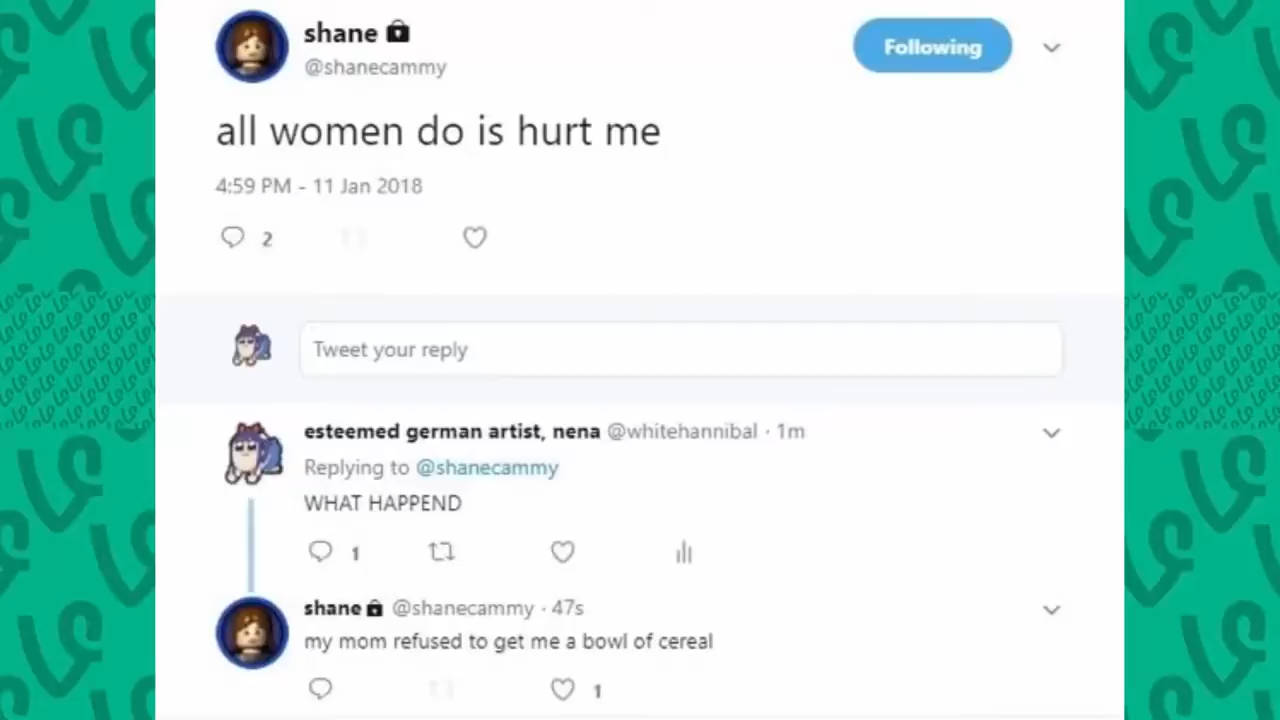 shane
@shanecammy
Following
all women do is hurt me
4:59 PM - 11 Jan 2018
2
Tweet your reply
esteemed german artist, nena @whitehannibal · 1m
Replying to @shanecammy
WHAT HAPPEND
1
shane @shanecammy · 47s
my mom refused to get me a bowl of cereal
1